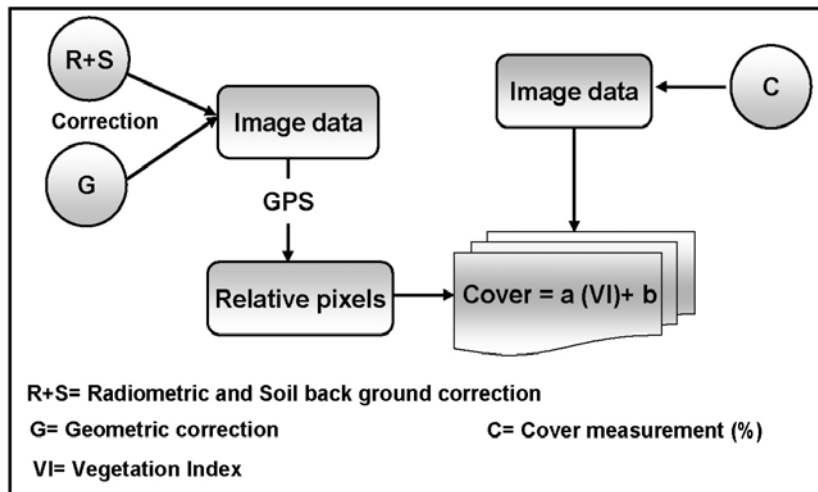 R+S
Correction
G
Image data
GPS
Relative pixels
Image data
C
Cover = a (VI)+ b
R+S= Radiometric and Soil back ground correction
G= Geometric correction
C= Cover measurement (%)
VI= Vegetation Index